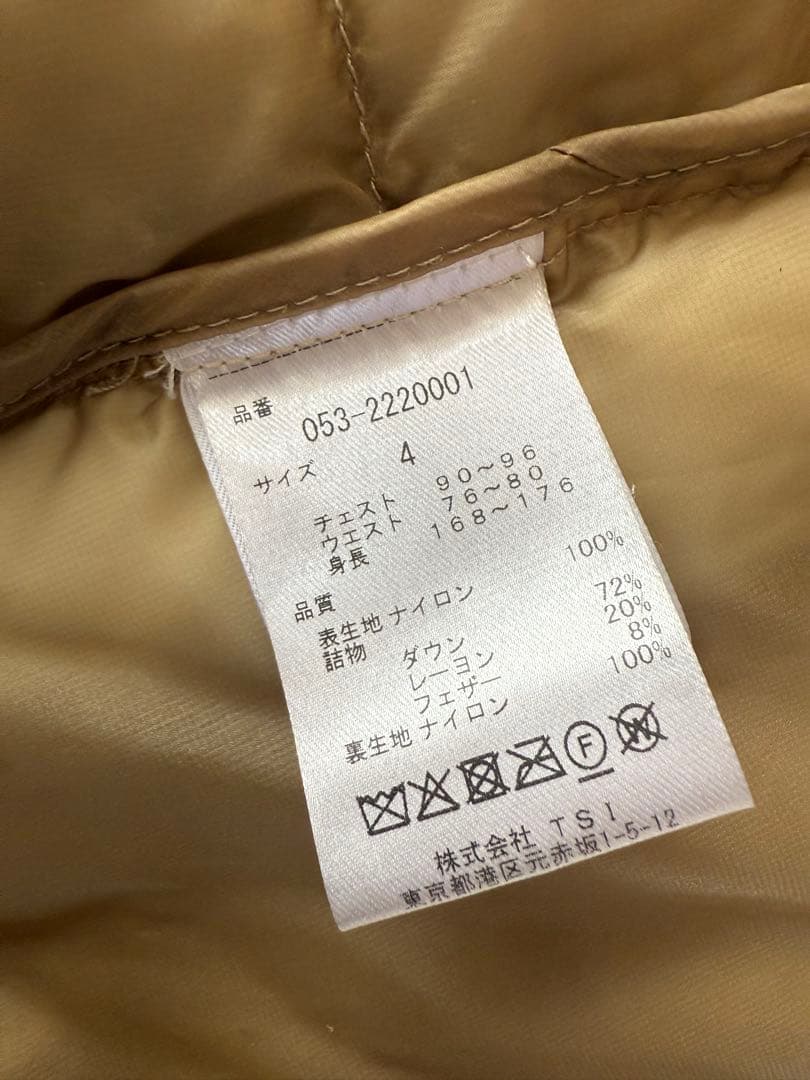 品番 053-2220001
サイズ 4
チェスト 90～96
ウエスト 76～80
身長 168～176
品質
表生地 ナイロン 100%
詰物 ダウン 72%
レーヨン 20%
フェザー 8%
裏生地 ナイロン 100%
F W
株式会社 TSI
東京都港区元赤坂1-5-12